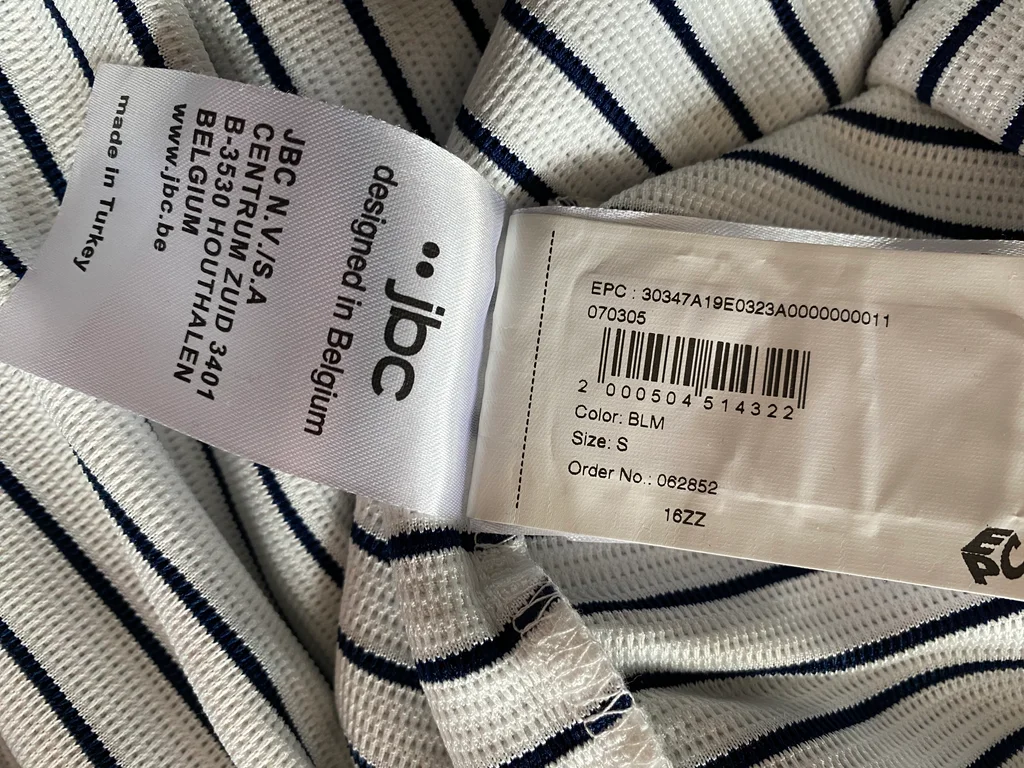 jbc
designed in Belgium
JBC N.V./S.A
CENTRUM ZUID 3401
B-3530 HOUTHALEN
BELGIUM
www.jbc.be
made in Turkey
EPC : 30347A19E0323A0000000011
070305
2 000504 514322
Color: BLM
Size: S
Order No.: 062852
16ZZ
EPC